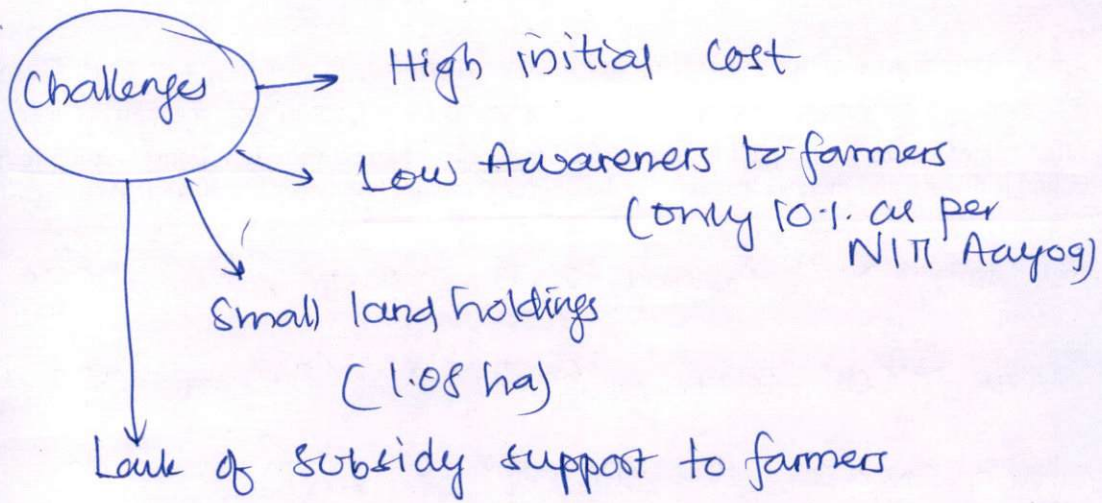 Challenges → High initial cost
Low Awareness to farmers
(only 10% as per
NITI Aayog)
Small land holdings
(1.08 ha)
Lack of subsidy support to farmers